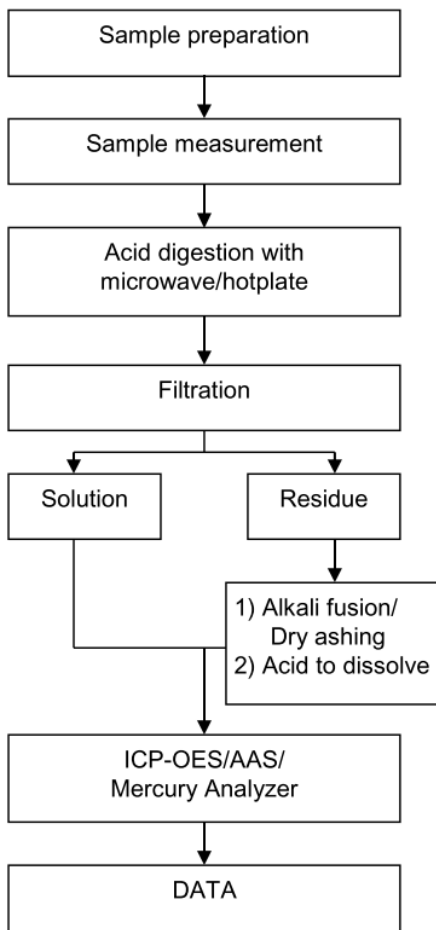 Sample preparation
Sample measurement
Acid digestion with
microwave/hotplate
Filtration
Solution
Residue
1) Alkali fusion/
Dry ashing
2) Acid to dissolve
ICP-OES/AAS/
Mercury Analyzer
DATA